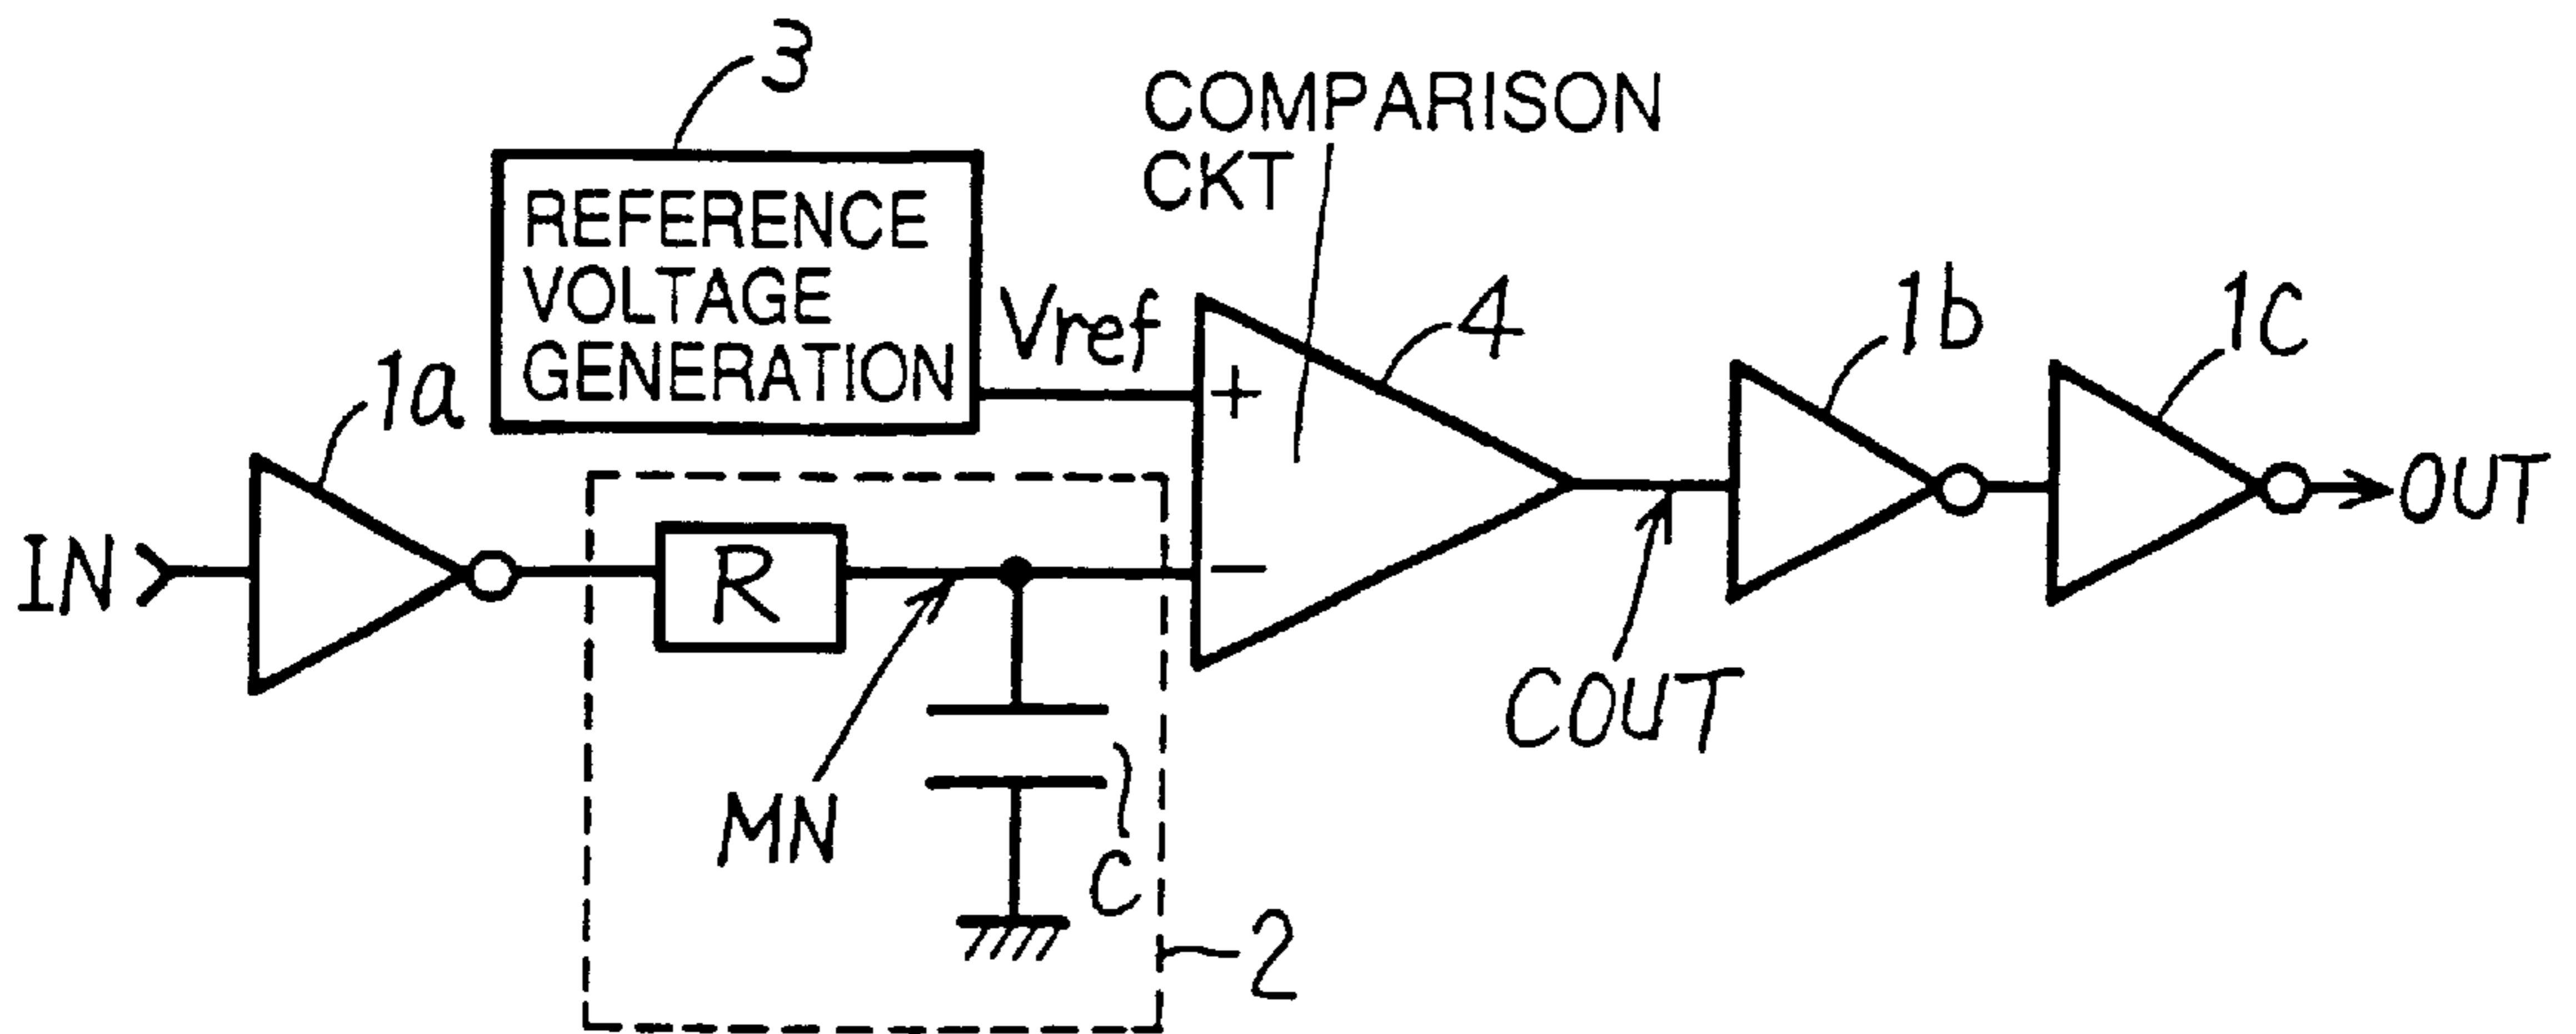 3
COMPARISON
CKT
REFERENCE
VOLTAGE
GENERATION
Vref
4
1b
1c
1a
+
IN
R
−
OUT
MN
C
COUT
2